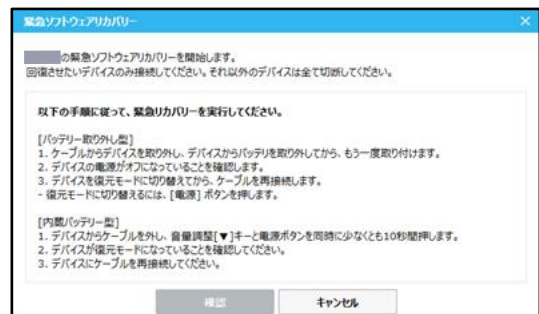 緊急ソフトウェアリカバリー
の緊急ソフトウェアリカバリーを開始します。
回復させたいデバイスのみ接続してください。それ以外のデバイスは全て切断してください。
以下の手順に従って、緊急リカバリーを実行してください。
[バッテリー取り外し型]
1. ケーブルからデバイスを取り外し、デバイスからバッテリを取り外してから、もう一度取り付けます。
2. デバイスの電源がオフになっていることを確認します。
3. デバイスを復元モードに切り替えてから、ケーブルを再接続します。
- 復元モードに切り替えるには、[電源] ボタンを押します。
[内蔵バッテリー型]
1. デバイスからケーブルを外し、音量調整[▼]キーと電源ボタンを同時に少なくとも10秒間押します。
2. デバイスが復元モードになっていることを確認してください。
3. デバイスにケーブルを再接続してください。
確認
キャンセル